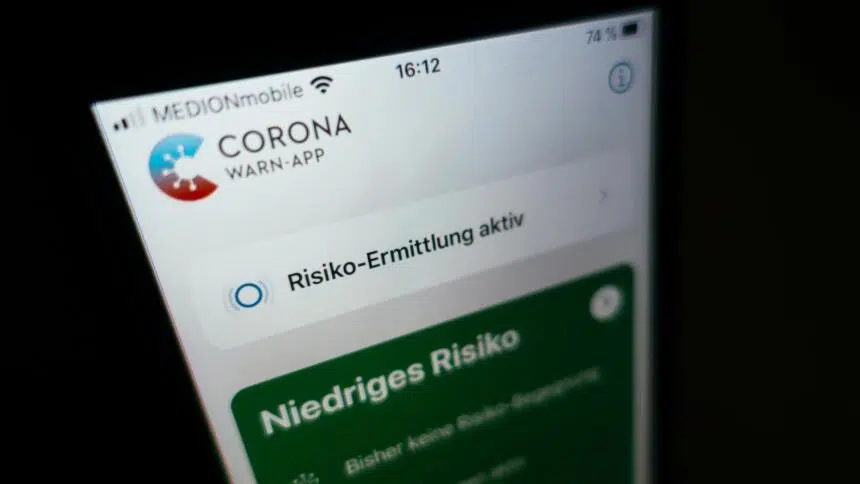 MEDIONmobile
16:12
74 %
CORONA
WARN-APP
Risiko-Ermittlung aktiv
Niedriges Risiko
Bisher keine Risiko-Begegnung